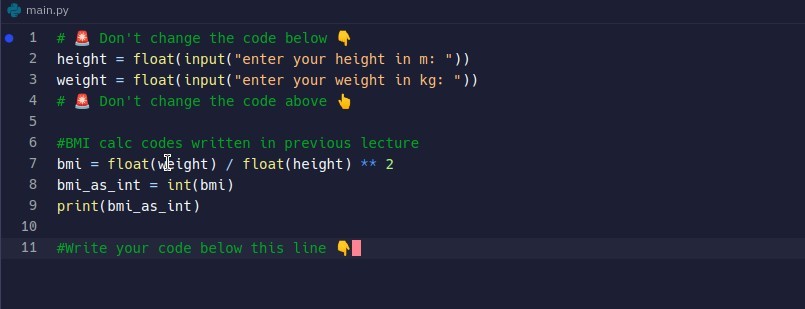 main.py
1 # 🚨 Don't change the code below 👇
2 height = float(input("enter your height in m: "))
3 weight = float(input("enter your weight in kg: "))
4 # 🚨 Don't change the code above 👆
5
6 #BMI calc codes written in previous lecture
7 bmi = float(weight) / float(height) ** 2
8 bmi_as_int = int(bmi)
9 print(bmi_as_int)
10
11 #Write your code below this line 👇